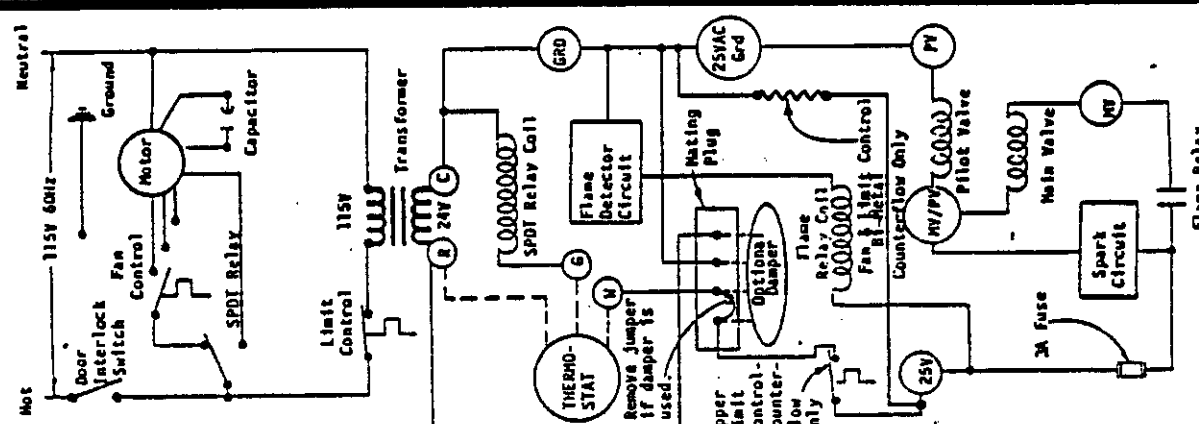 Neutral
115V 60Hz
Hot
Ground
Door
Interlock
Switch
Motor
Capacitor
Fan
Control
SPDT Relay
115V
Transformer
Limit
Control
24V
R
C
SPDT Relay Coil
G
W
THERMO-
STAT
GRD
Flame
Detector
Circuit
Mating
Plug
Remove jumper
if damper is
used.
Optional
Damper
25VAC
Grd
Flame
Relay Coil
Fan & Limit Control
Bi-Metal
Counterflow Only
25V
PV
Pilot Valve
MV/PV
Main Valve
MV
Spark
Circuit
3A Fuse